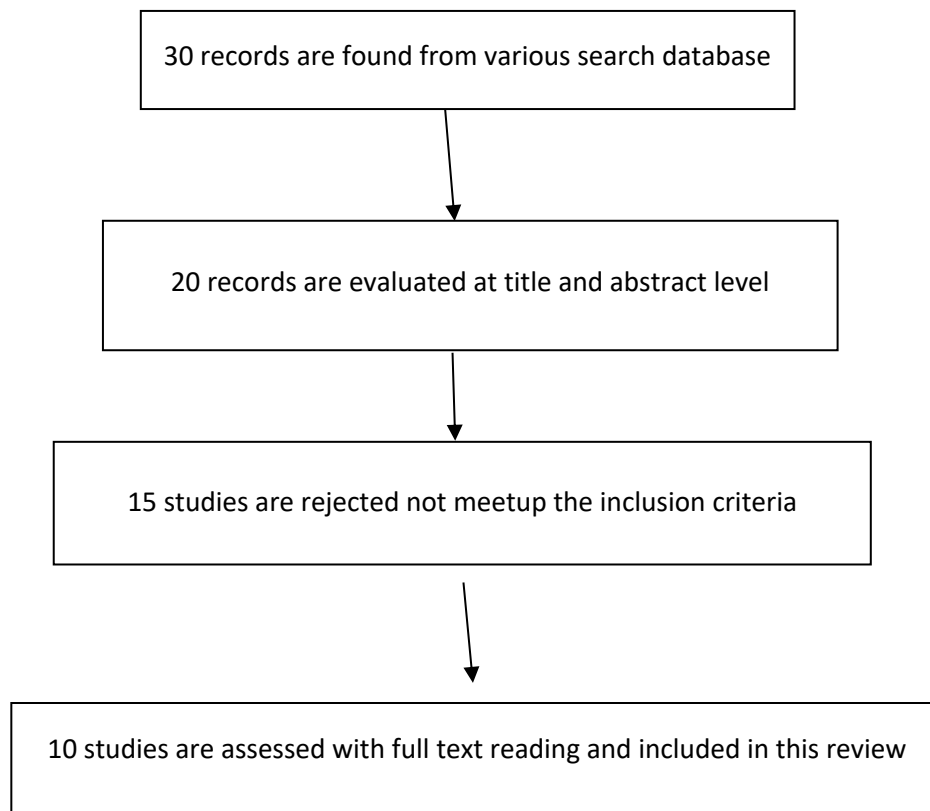 30 records are found from various search database
20 records are evaluated at title and abstract level
15 studies are rejected not meetup the inclusion criteria
10 studies are assessed with full text reading and included in this review